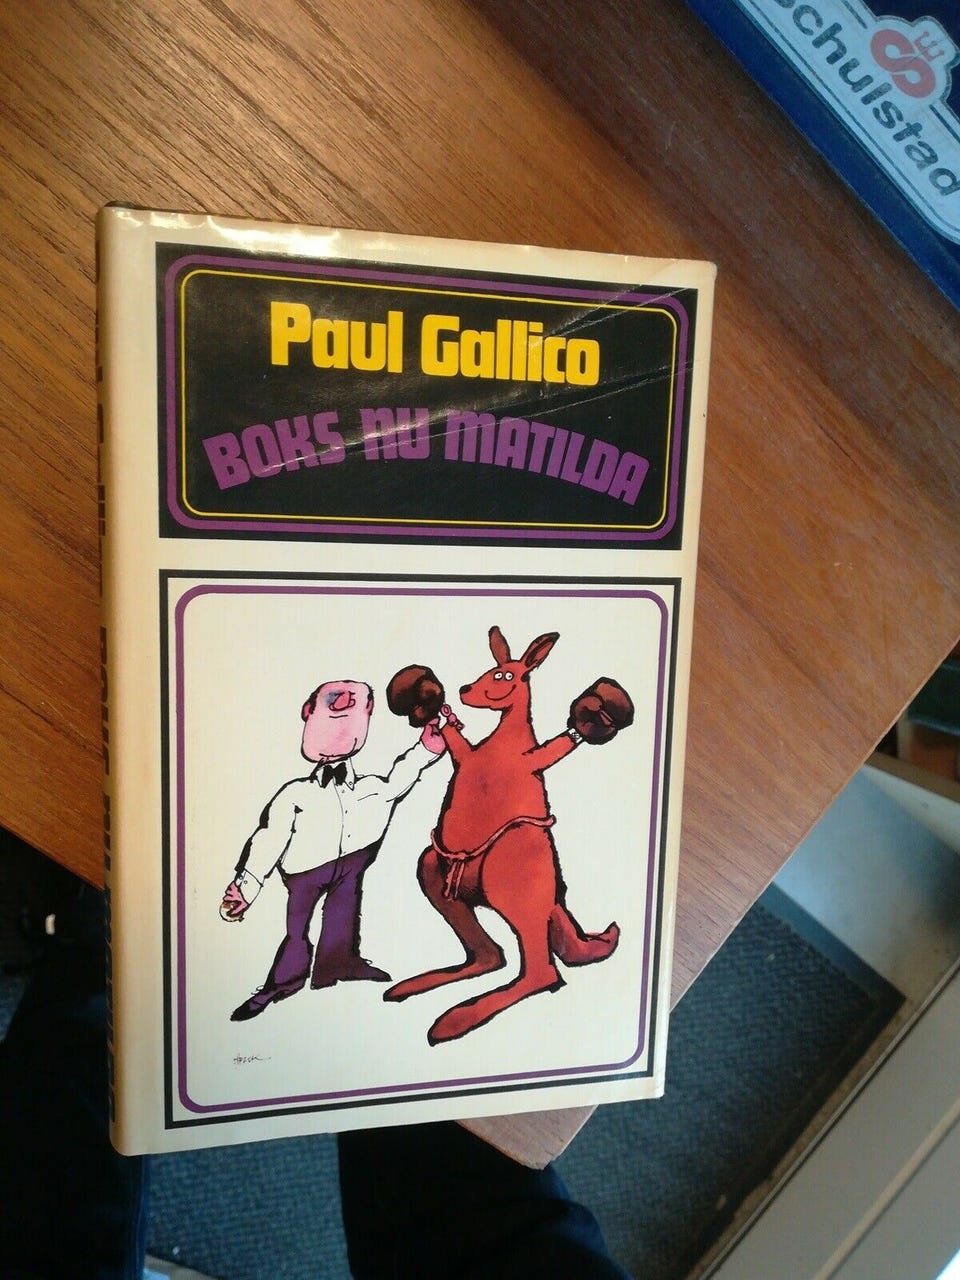 Schulstad
Paul Gallico
BOKS NU MATILDA